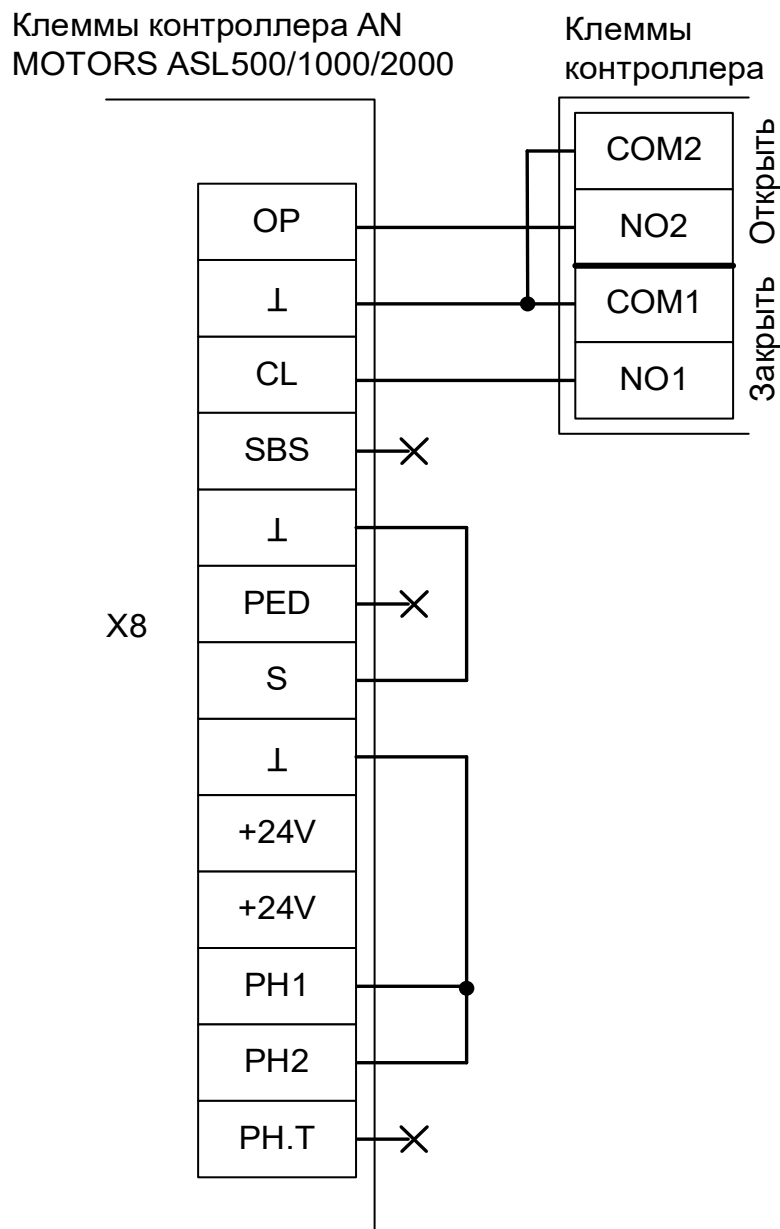 Клеммы контроллера AN
MOTORS ASL500/1000/2000
Клеммы
контроллера
COM2
NO2
COM1
NO1
Открыть
Закрыть
OP
⊥
CL
SBS
⊥
PED
S
⊥
+24V
+24V
PH1
PH2
PH.T
X8